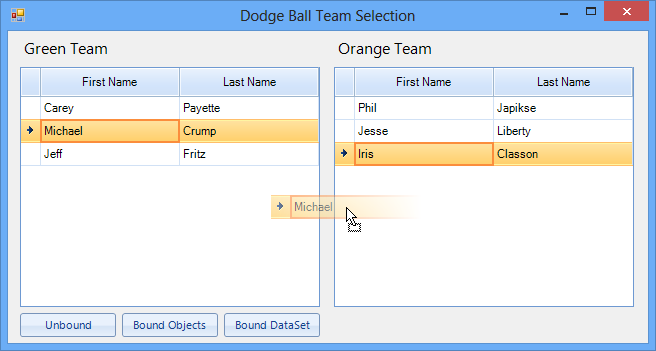 Dodge Ball Team Selection
Green Team
Orange Team
First Name Last Name
First Name Last Name
Carey Payette
Phil Japikse
Michael Crump
Jesse Liberty
Jeff Fritz
Iris Classon
Michael
Unbound
Bound Objects
Bound DataSet